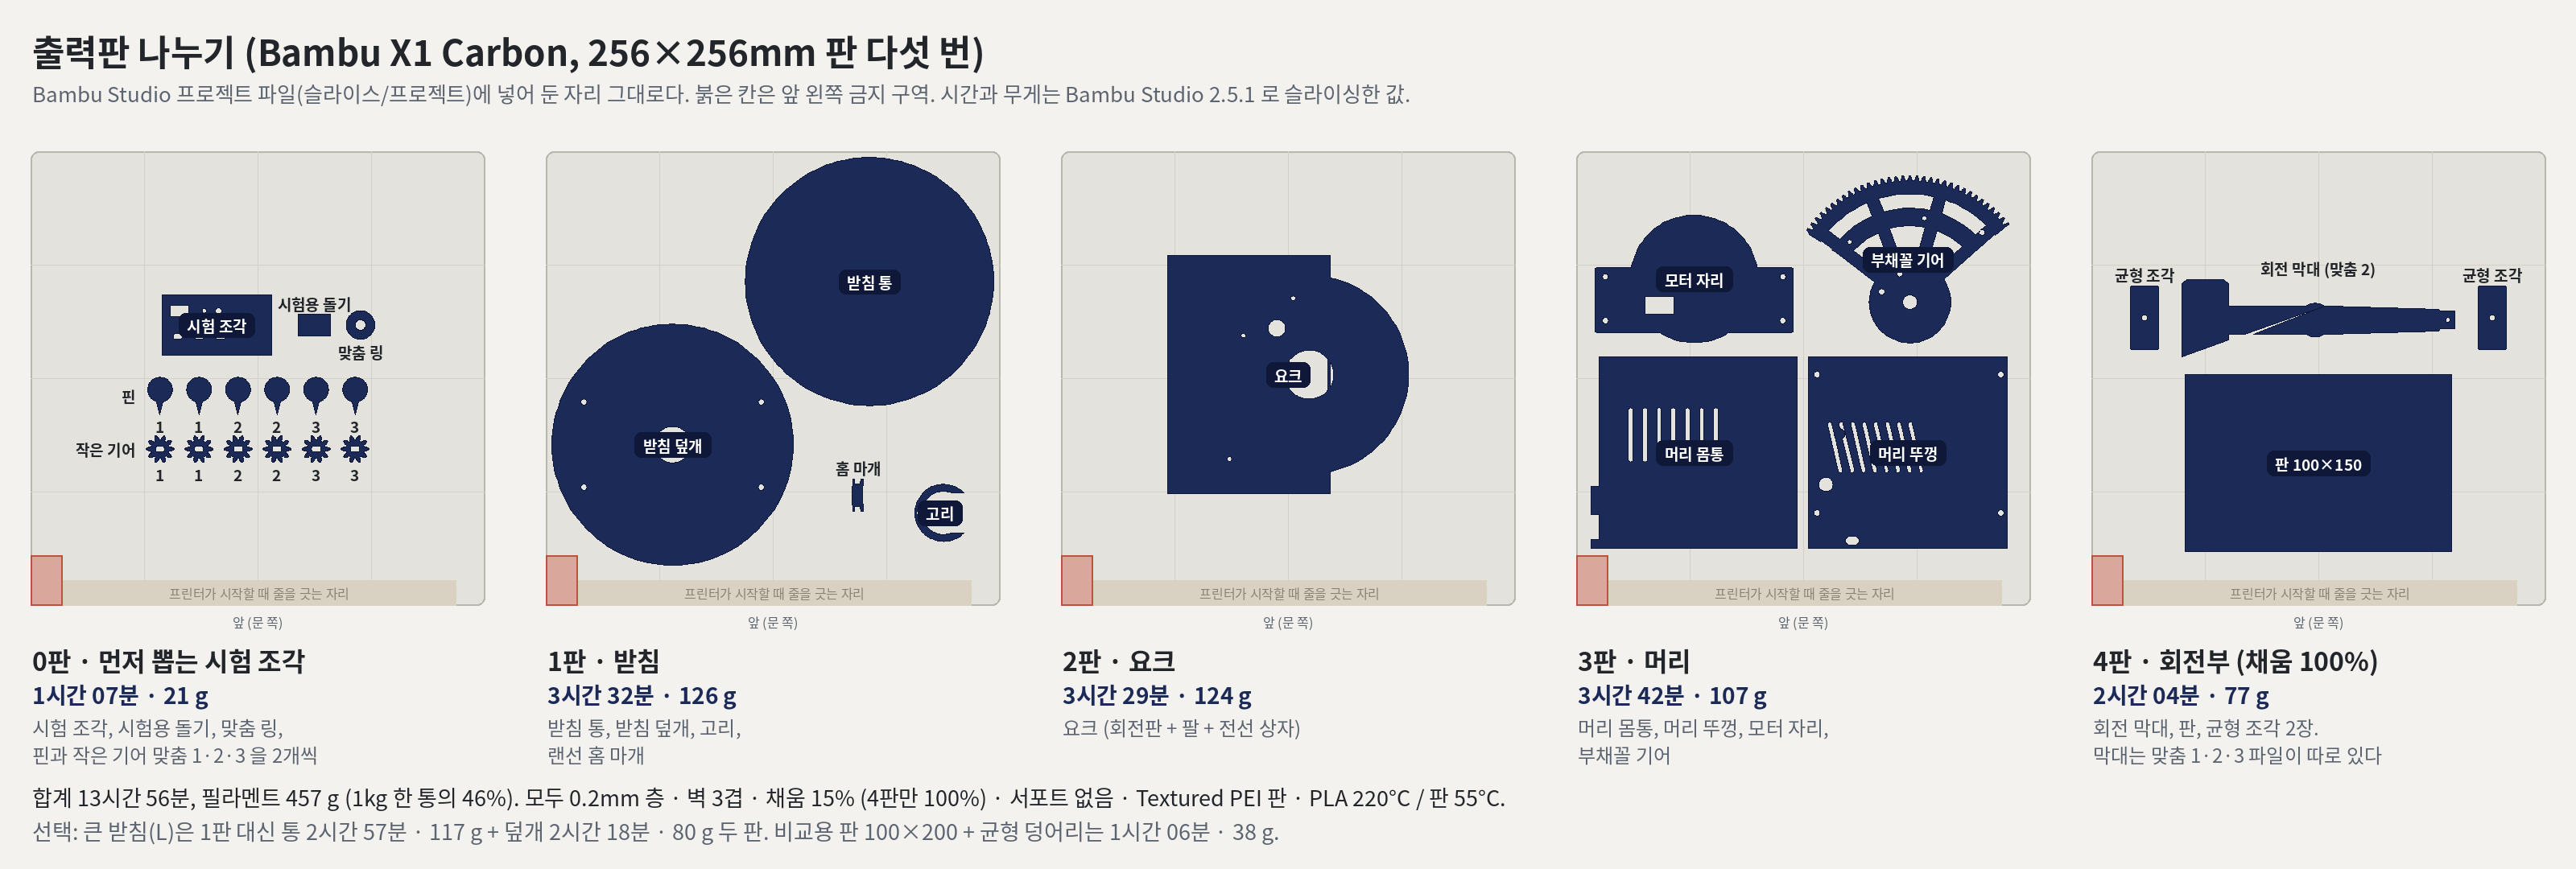 출력판 나누기 (Bambu X1 Carbon, 256×256mm 판 다섯 번)
Bambu Studio 프로젝트 파일(슬라이스/프로젝트)에 넣어 둔 자리 그대로다. 붉은 칸은 앞 왼쪽 금지 구역. 시간과 무게는 Bambu Studio 2.5.1 로 슬라이싱한 값.
시험 조각
시험용 돌기
맞춤 링
핀
1 1 2 2 3 3
작은 기어
1 1 2 2 3 3
프린터가 시작할 때 줄을 긋는 자리
앞 (문 쪽)
0판 · 먼저 뽑는 시험 조각
1시간 07분 · 21 g
시험 조각, 시험용 돌기, 맞춤 링,
핀과 작은 기어 맞춤 1·2·3 을 2개씩
받침 통
받침 덮개
홈 마개
고리
프린터가 시작할 때 줄을 긋는 자리
앞 (문 쪽)
1판 · 받침
3시간 32분 · 126 g
받침 통, 받침 덮개, 고리,
랜선 홈 마개
요크
프린터가 시작할 때 줄을 긋는 자리
앞 (문 쪽)
2판 · 요크
3시간 29분 · 124 g
요크 (회전판 + 팔 + 전선 상자)
모터 자리
부채꼴 기어
머리 몸통
머리 뚜껑
프린터가 시작할 때 줄을 긋는 자리
앞 (문 쪽)
3판 · 머리
3시간 42분 · 107 g
머리 몸통, 머리 뚜껑, 모터 자리,
부채꼴 기어
균형 조각
회전 막대 (맞춤 2)
균형 조각
판 100×150
프린터가 시작할 때 줄을 긋는 자리
앞 (문 쪽)
4판 · 회전부 (채움 100%)
2시간 04분 · 77 g
회전 막대, 판, 균형 조각 2장.
막대는 맞춤 1·2·3 파일이 따로 있다
합계 13시간 56분, 필라멘트 457 g (1kg 한 통의 46%). 모두 0.2mm 층 · 벽 3겹 · 채움 15% (4판만 100%) · 서포트 없음 · Textured PEI 판 · PLA 220°C / 판 55°C.
선택: 큰 받침(L)은 1판 대신 통 2시간 57분 · 117 g + 덮개 2시간 18분 · 80 g 두 판. 비교용 판 100×200 + 균형 덩어리는 1시간 06분 · 38 g.